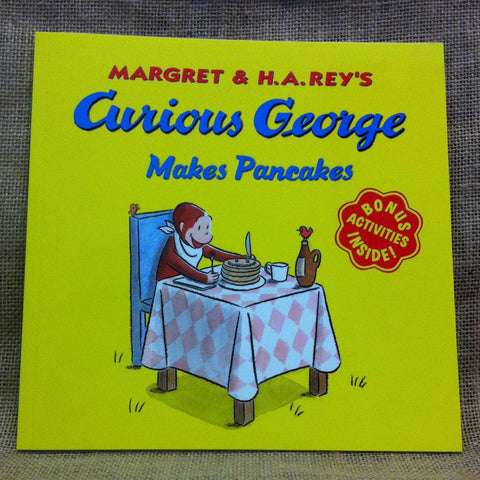 MARGRET & H.A.REY'S
Curious George
Makes Pancakes
BONUS
ACTIVITIES
INSIDE!